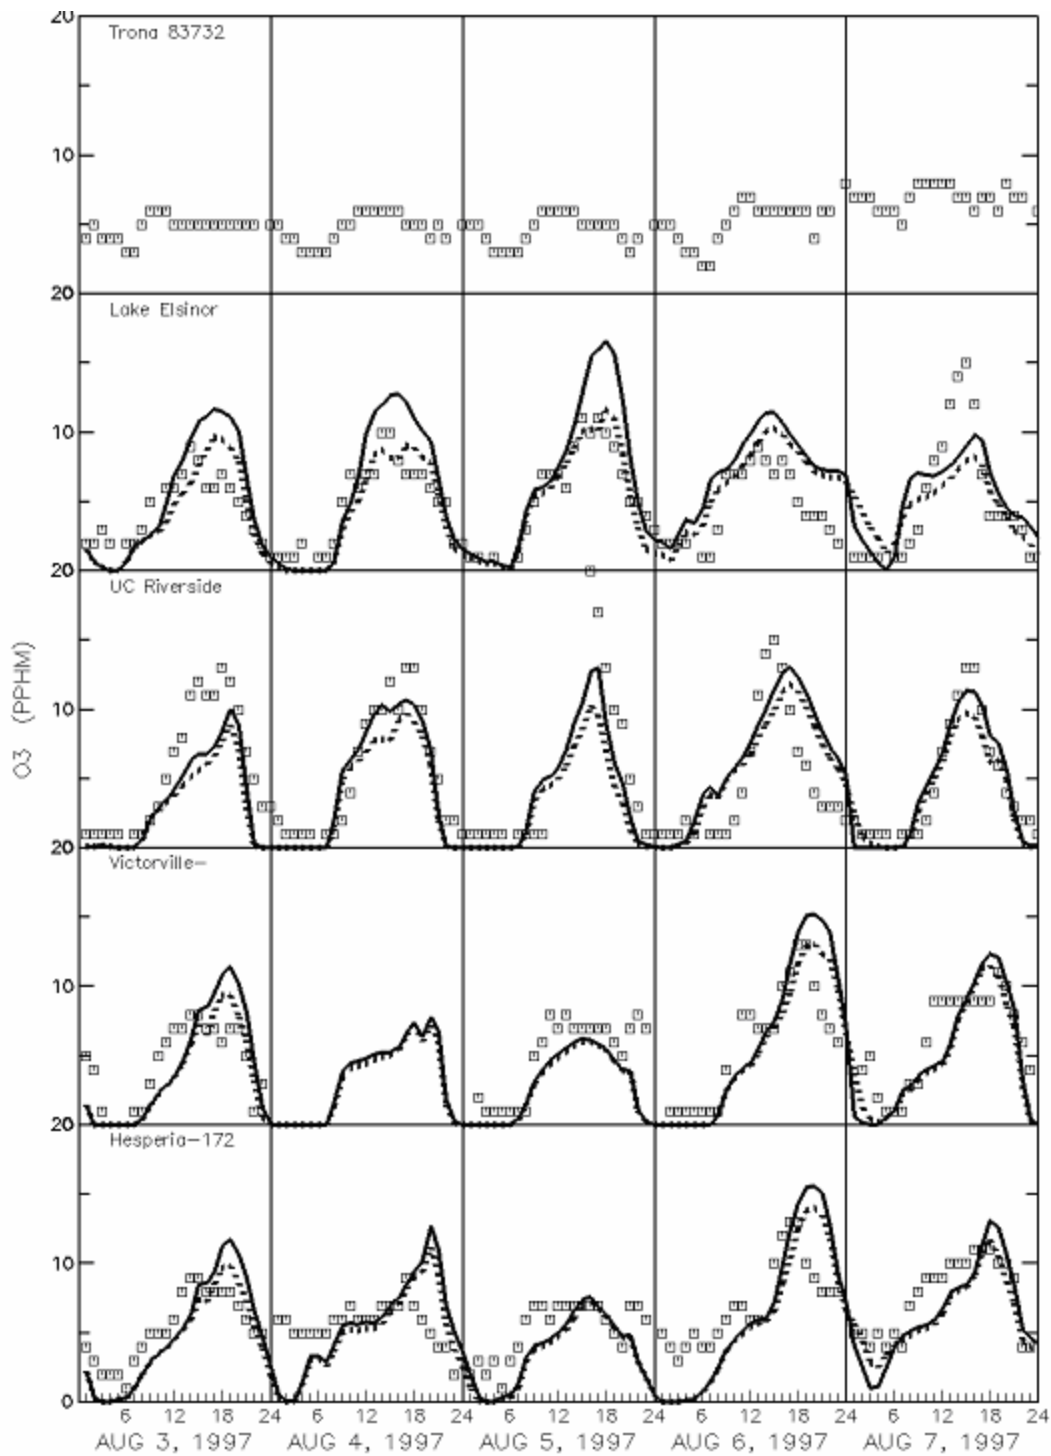 20
Trona 83732
10
20
Lake Elsinor
10
20
UC Riverside
10
20
Victorville—
10
20
Hesperia—172
10
0
O3 (PPHM)
6 12 18 24 6 12 18 24 6 12 18 24 6 12 18 24 6 12 18 24
AUG 3, 1997 AUG 4, 1997 AUG 5, 1997 AUG 6, 1997 AUG 7, 1997